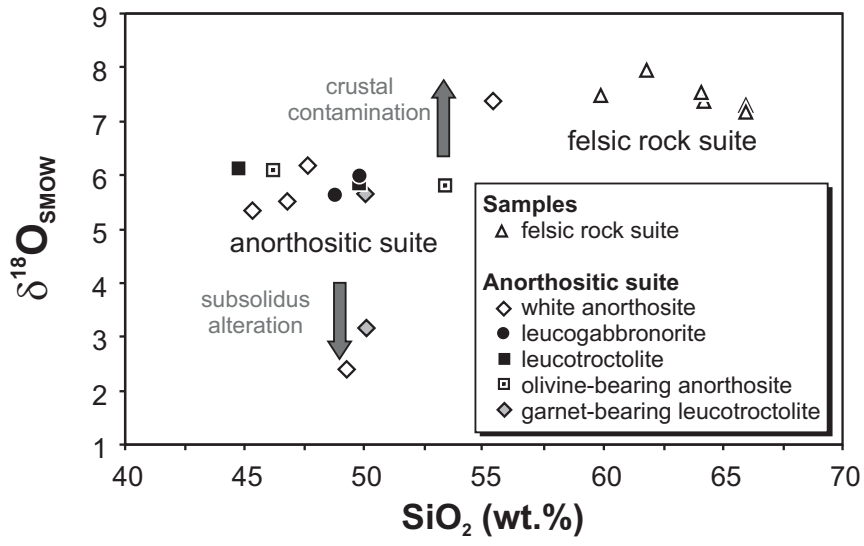 9
8
7
6
5
4
3
2
1
δ18OSMOW
crustal
contamination
felsic rock suite
anorthositic suite
subsolidus
alteration
Samples
felsic rock suite
Anorthositic suite
white anorthosite
leucogabbronorite
leucotroctolite
olivine-bearing anorthosite
garnet-bearing leucotroctolite
40 45 50 55 60 65 70
SiO2 (wt.%)